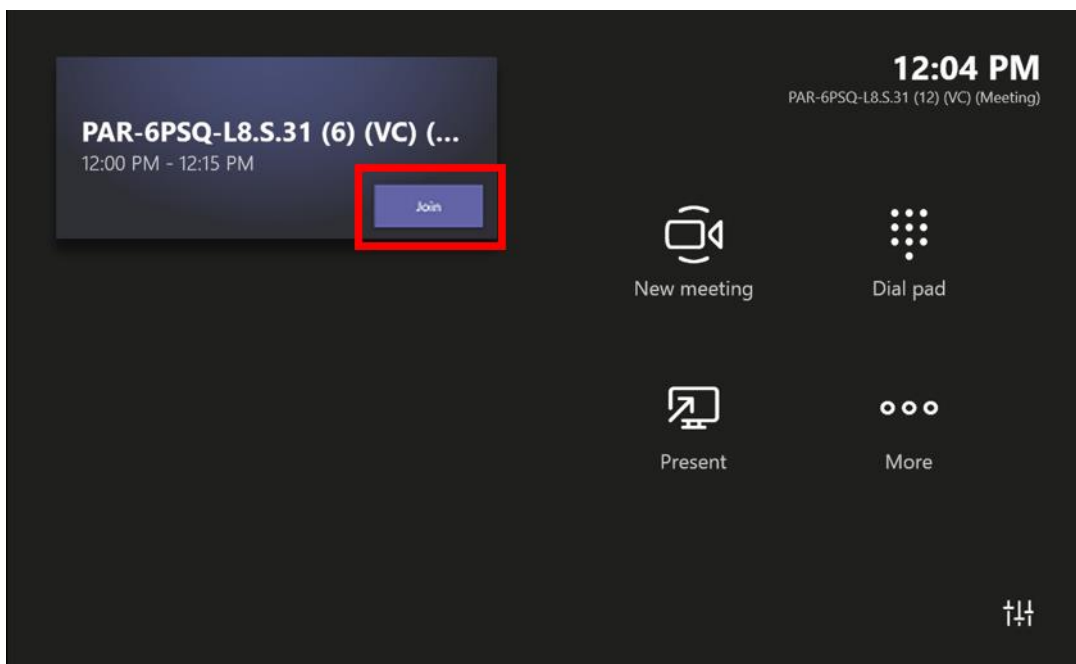 PAR-6PSQ-L8.S.31 (6) (VC) (...
12:00 PM - 12:15 PM
Join
12:04 PM
PAR-6PSQ-L8.S.31 (12) (VC) (Meeting)
New meeting
Dial pad
Present
More